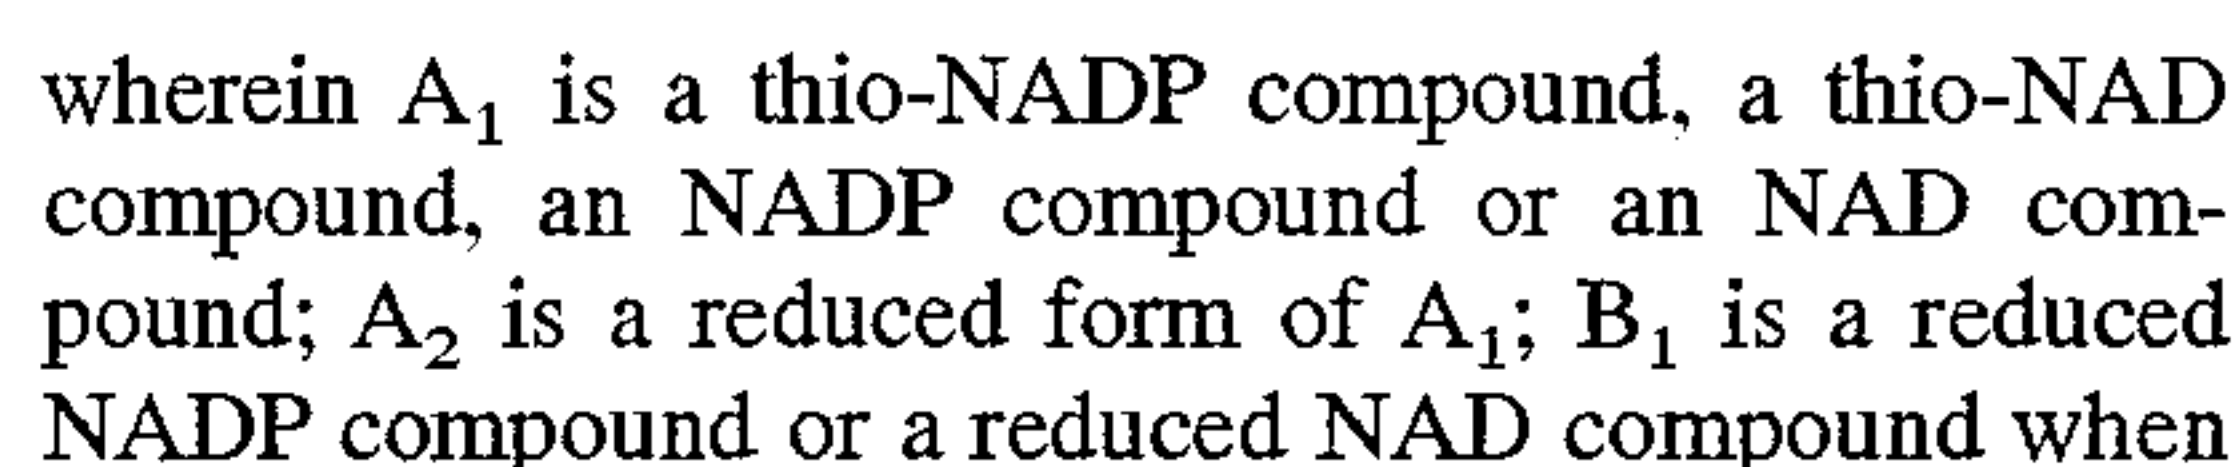 wherein A₁ is a thio-NADP compound, a thio-NAD
compound, an NADP compound or an NAD com-
pound; A₂ is a reduced form of A₁; B₁ is a reduced
NADP compound or a reduced NAD compound when